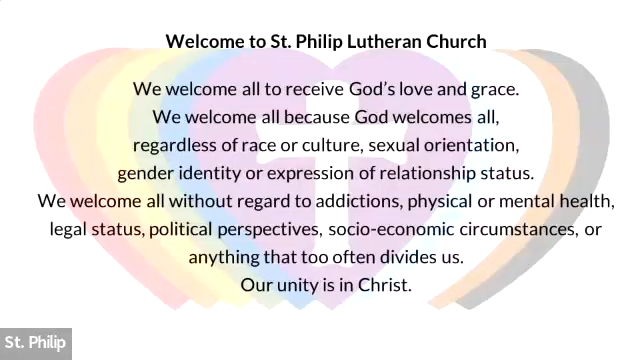 Welcome to St. Philip Lutheran Church
We welcome all to receive God's love and grace.
We welcome all because God welcomes all,
regardless of race or culture, sexual orientation,
gender identity or expression of relationship status.
We welcome all without regard to addictions, physical or mental health,
legal status, political perspectives, socio-economic circumstances, or
anything that too often divides us.
Our unity is in Christ.
St. Philip